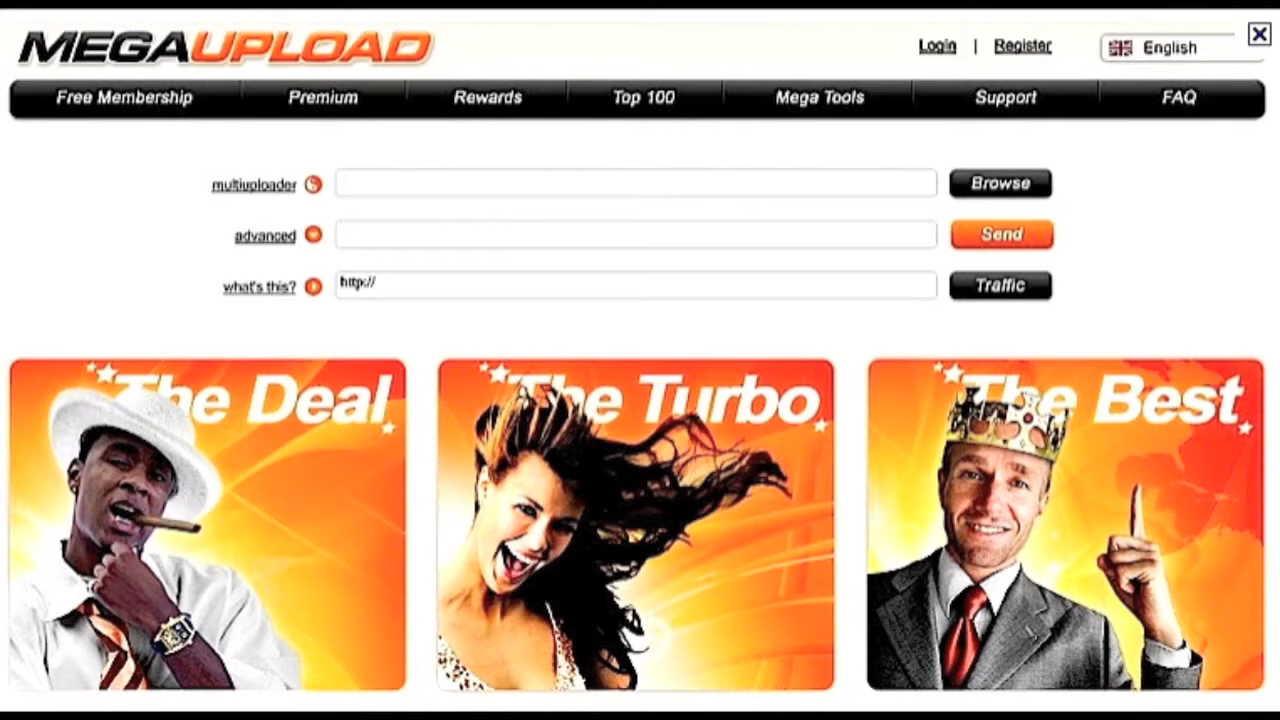 MEGAUPLOAD
Login | Register
English
Free Membership Premium Rewards Top 100 Mega Tools Support FAQ
multiuploader Browse
advanced Send
what's this? http:// Traffic
The Deal
The Turbo
The Best